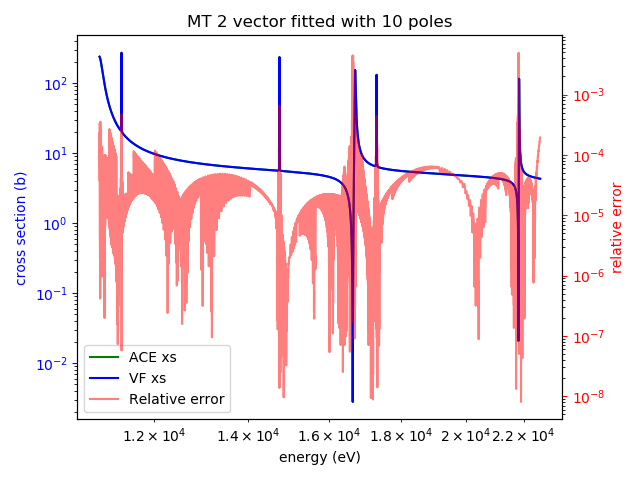 MT 2 vector fitted with 10 poles
cross section (b)
10²
10¹
10⁰
10⁻¹
10⁻²
10⁻³
10⁻⁴
10⁻⁵
10⁻⁶
10⁻⁷
10⁻⁸
relative error
ACE xs
VF xs
Relative error
1.2 × 10⁴ 1.4 × 10⁴ 1.6 × 10⁴ 1.8 × 10⁴ 2 × 10⁴ 2.2 × 10⁴
energy (eV)